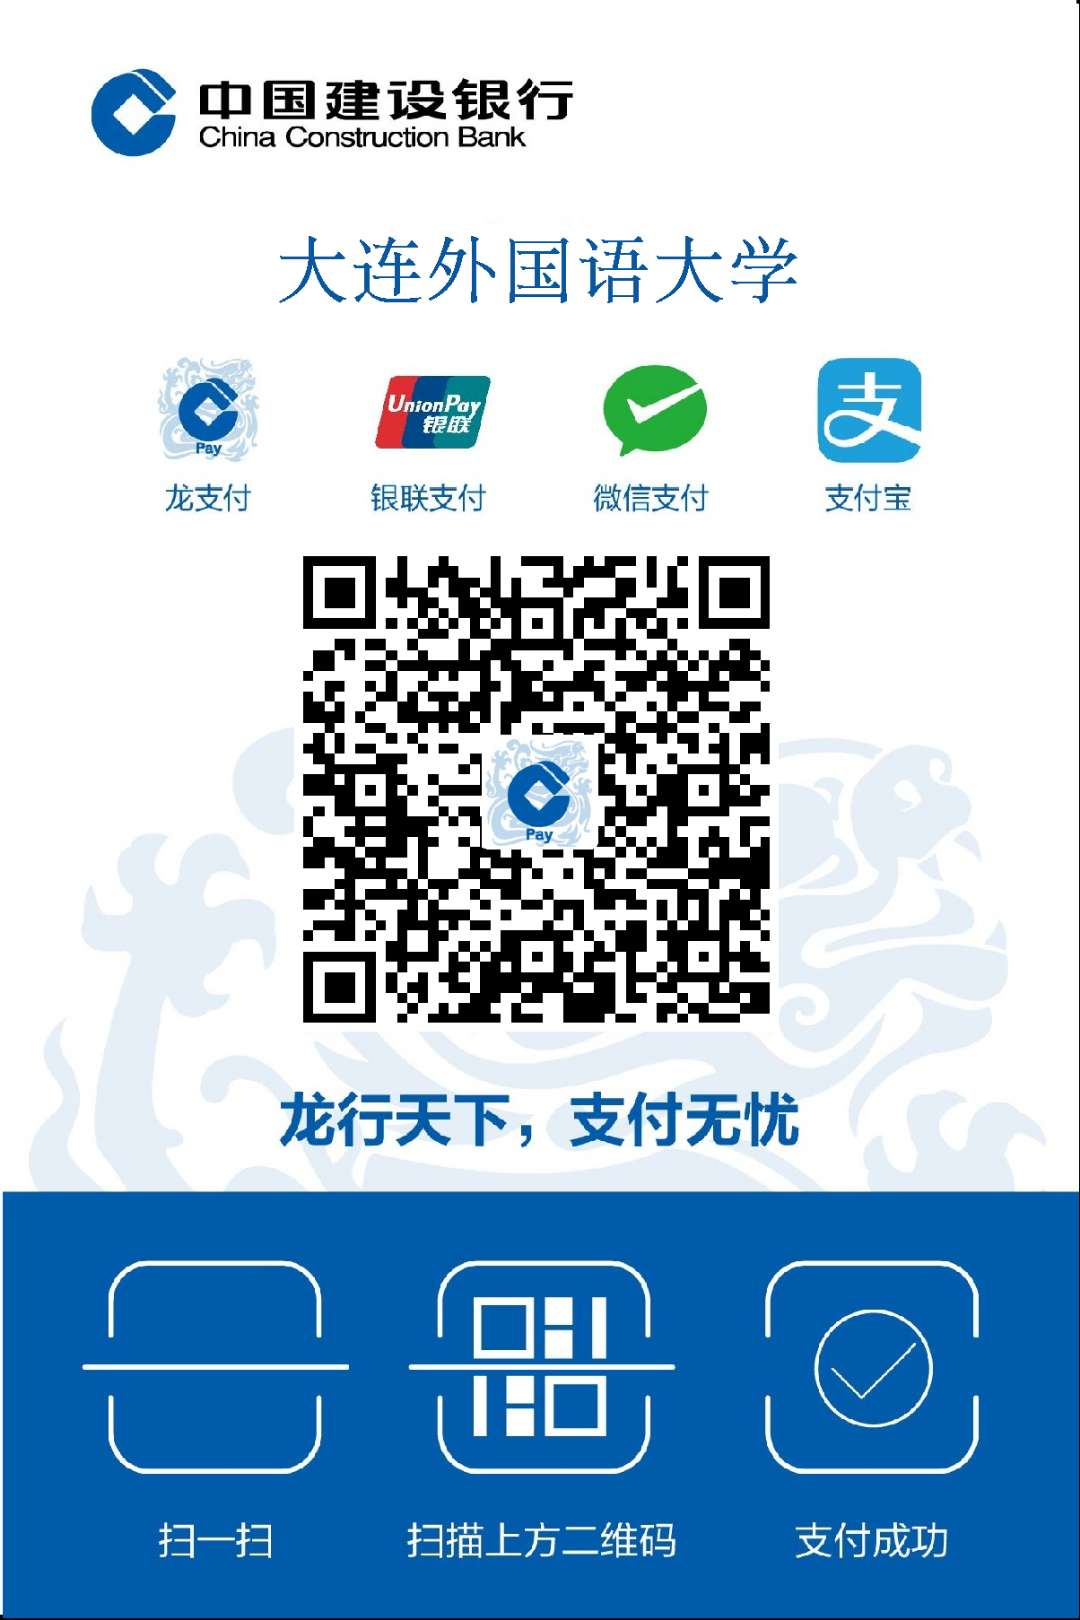 中国建设银行
China Construction Bank
大连外国语大学
Pay
UnionPay
银联
支
龙支付
银联支付
微信支付
支付宝
Pay
龙行天下，支付无忧
扫一扫
扫描上方二维码
支付成功